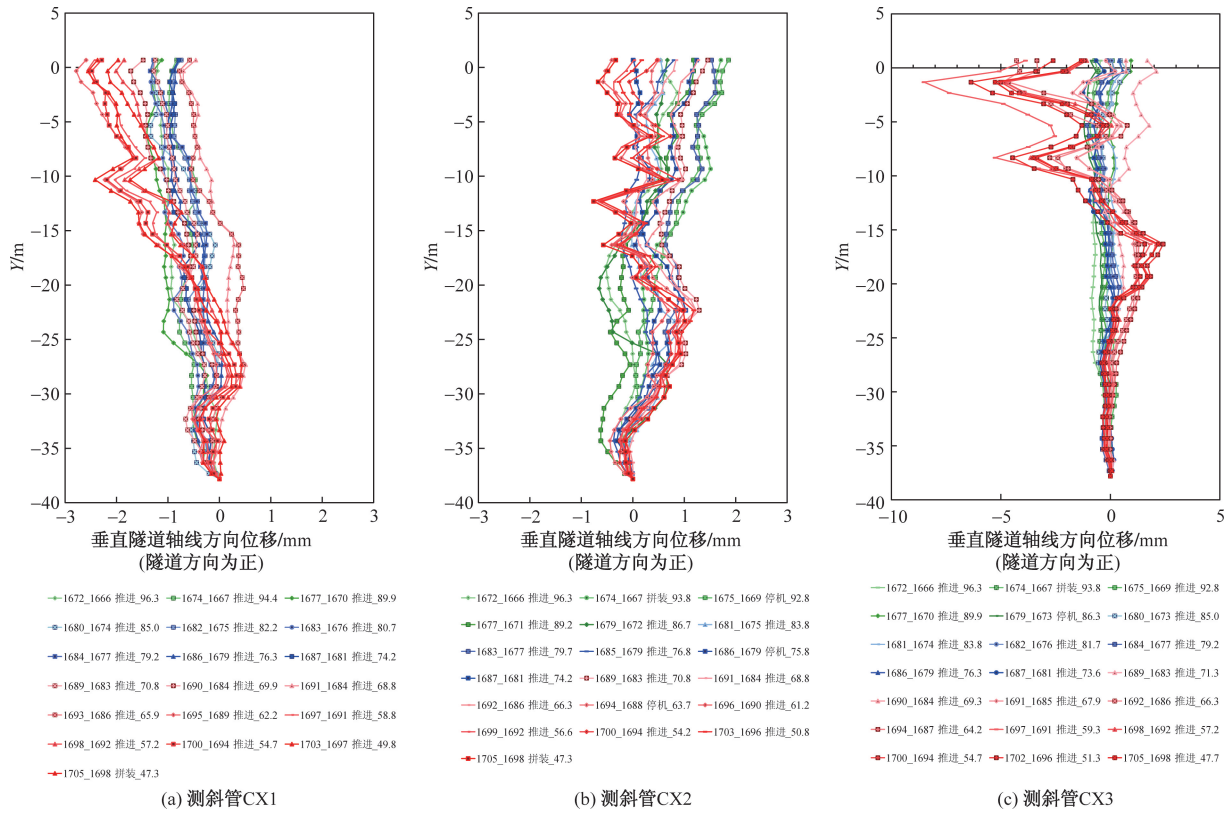 5
0
−5
−10
−15
−20
−25
−30
−35
−40
Y/m
−3
−2
−1
0
1
2
3
垂直隧道轴线方向位移/mm
(隧道方向为正)
1672_1666 推进_96.3
1674_1667 推进_94.4
1677_1670 推进_89.9
1680_1674 推进_85.0
1682_1675 推进_82.2
1683_1676 推进_80.7
1684_1677 推进_79.2
1686_1679 推进_76.3
1687_1681 推进_74.2
1689_1683 推进_70.8
1690_1684 推进_69.9
1691_1684 推进_68.8
1693_1686 推进_65.9
1695_1689 推进_62.2
1697_1691 推进_58.8
1698_1692 推进_57.2
1700_1694 推进_54.7
1703_1697 推进_49.8
1705_1698 拼装_47.3
(a) 测斜管CX1
5
0
−5
−10
−15
−20
−25
−30
−35
−40
Y/m
−3
−2
−1
0
1
2
3
垂直隧道轴线方向位移/mm
(隧道方向为正)
1672_1666 推进_96.3
1674_1667 拼装_93.8
1675_1669 停机_92.8
1677_1671 推进_89.2
1679_1672 推进_86.7
1681_1675 推进_83.8
1683_1677 推进_79.7
1685_1679 推进_76.8
1686_1679 停机_75.8
1687_1681 推进_74.2
1689_1683 推进_70.8
1691_1684 推进_68.8
1692_1686 推进_66.3
1694_1688 停机_63.7
1696_1690 推进_61.2
1699_1692 推进_56.6
1700_1694 推进_54.2
1703_1696 推进_50.8
1705_1698 拼装_47.3
(b) 测斜管CX2
5
0
−5
−10
−15
−20
−25
−30
−35
−40
Y/m
−10
−5
0
5
垂直隧道轴线方向位移/mm
(隧道方向为正)
1672_1666 推进_96.3
1674_1667 拼装_93.8
1675_1669 推进_92.8
1677_1670 推进_89.9
1679_1673 停机_86.3
1680_1673 推进_85.0
1681_1674 推进_83.8
1682_1676 推进_81.7
1684_1677 推进_79.2
1686_1679 推进_76.3
1687_1681 推进_73.6
1689_1683 推进_71.3
1690_1684 推进_69.3
1691_1685 推进_67.9
1692_1686 推进_66.3
1694_1687 推进_64.2
1697_1691 推进_59.3
1698_1692 推进_57.2
1700_1694 推进_54.7
1702_1696 推进_51.3
1705_1698 推进_47.7
(c) 测斜管CX3